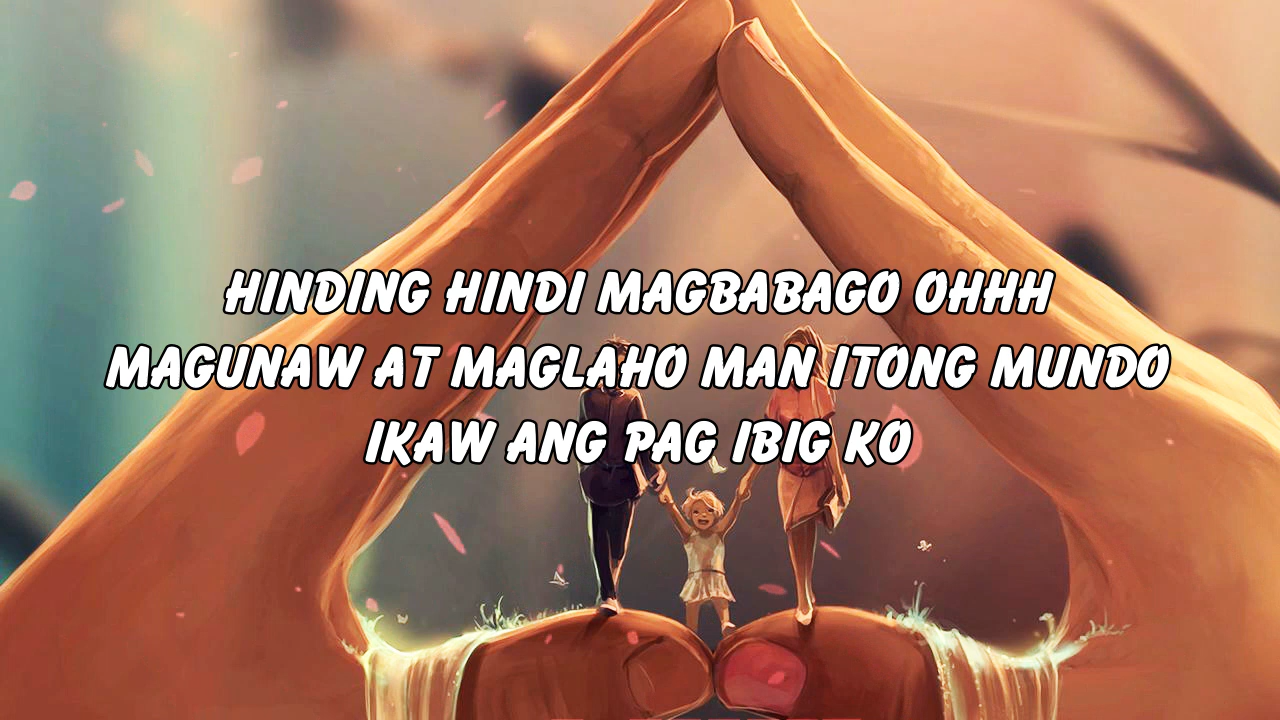 HINDING HINDI MAGBABAGO OHHH
MAGUNAW AT MAGLAHO MAN ITONG MUNDO
IKAW ANG PAG IBIG KO